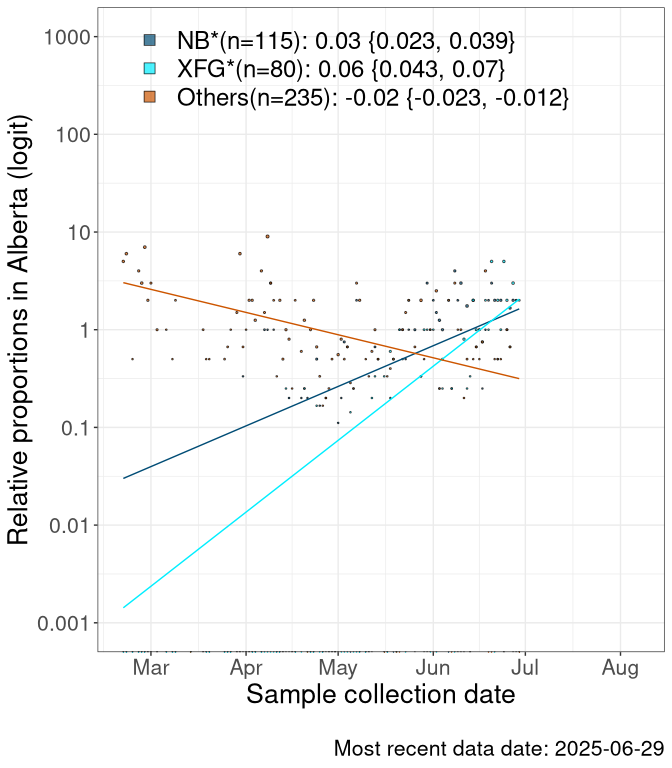 NB*(n=115): 0.03 {0.023, 0.039}
XFG*(n=80): 0.06 {0.043, 0.07}
Others(n=235): -0.02 {-0.023, -0.012}
Relative proportions in Alberta (logit)
1000
100
10
1
0.1
0.01
0.001
Mar Apr May Jun Jul Aug
Sample collection date
Most recent data date: 2025-06-29